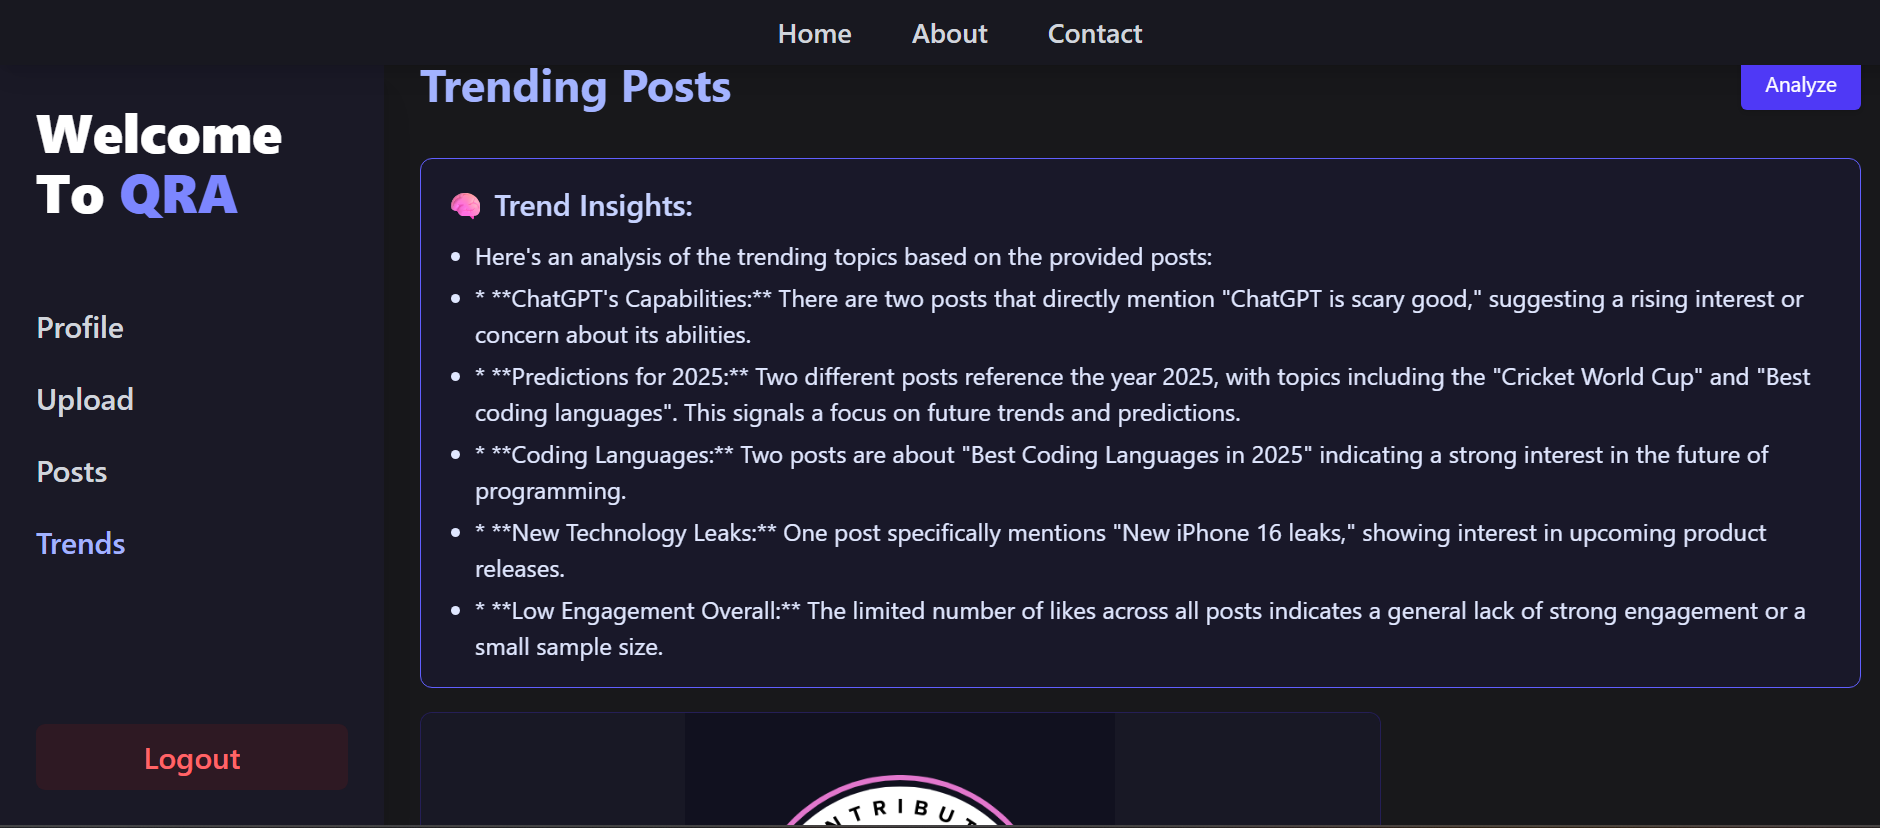 Home About Contact
Welcome
To QRA
Profile
Upload
Posts
Trends
Logout
Trending Posts
Analyze
🧠 Trend Insights:
• Here's an analysis of the trending topics based on the provided posts:
• * **ChatGPT's Capabilities:** There are two posts that directly mention "ChatGPT is scary good," suggesting a rising interest or
concern about its abilities.
• * **Predictions for 2025:** Two different posts reference the year 2025, with topics including the "Cricket World Cup" and "Best
coding languages". This signals a focus on future trends and predictions.
• * **Coding Languages:** Two posts are about "Best Coding Languages in 2025" indicating a strong interest in the future of
programming.
• * **New Technology Leaks:** One post specifically mentions "New iPhone 16 leaks," showing interest in upcoming product
releases.
• * **Low Engagement Overall:** The limited number of likes across all posts indicates a general lack of strong engagement or a
small sample size.